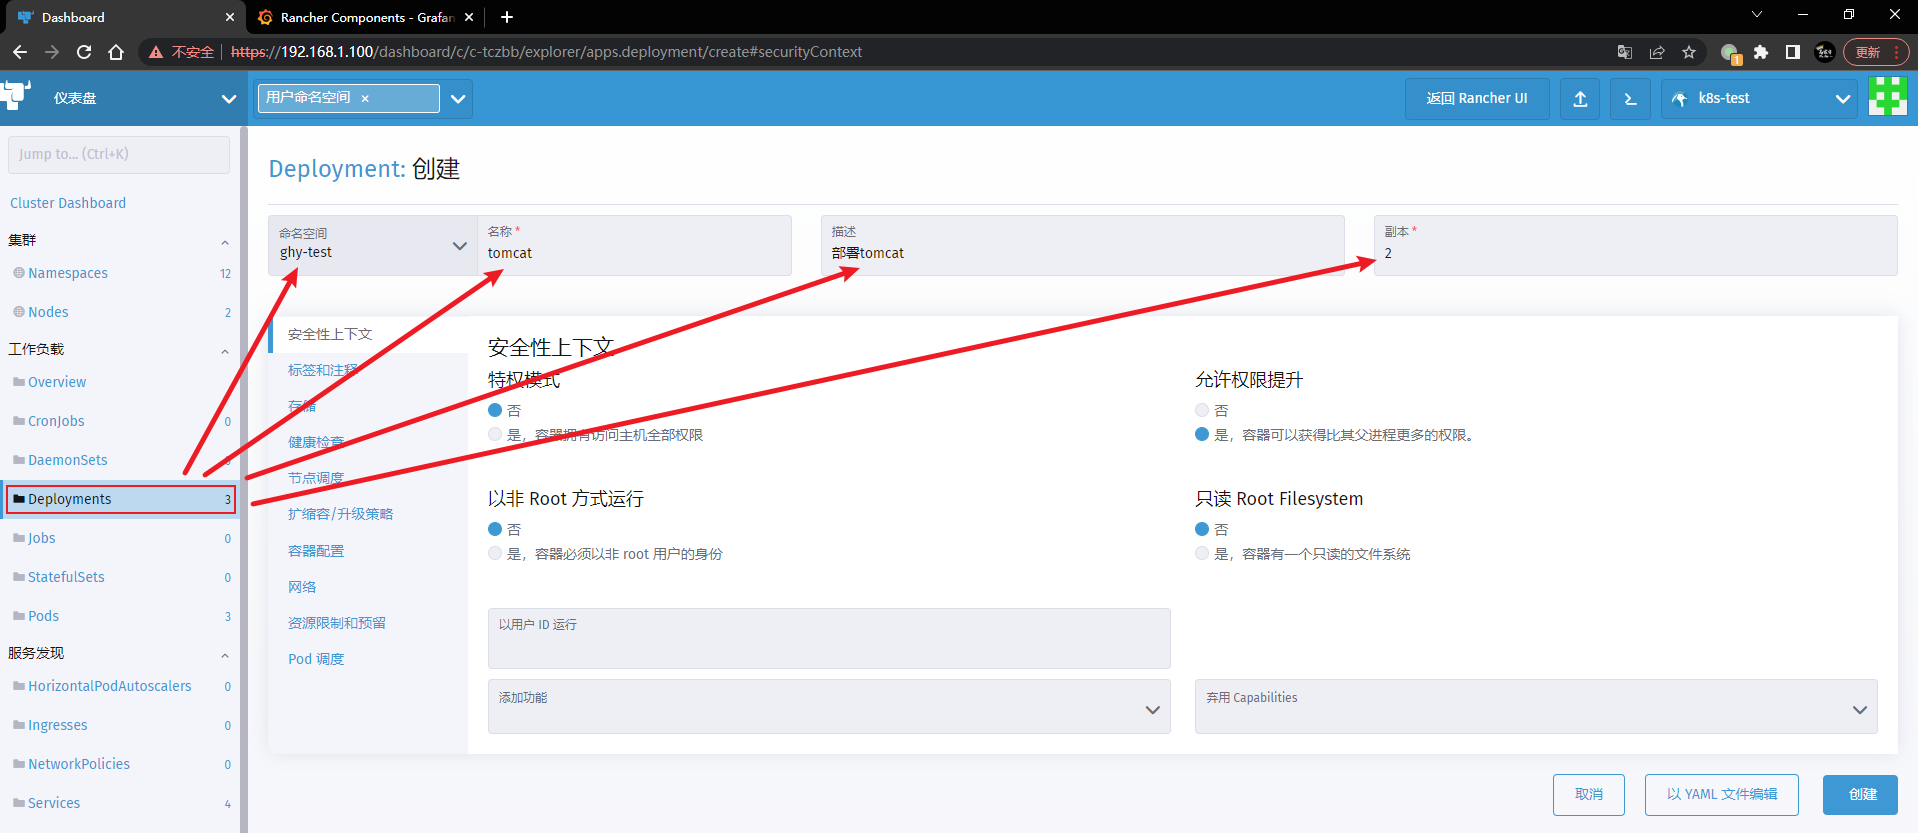 Dashboard
Rancher Components - Grafan
不安全
https://192.168.1.100/dashboard/c/c-tczbb/explorer/apps.deployment/create#securityContext
1
更新
仪表盘
用户命名空间 ×
返回 Rancher UI
k8s-test
Jump to... (Ctrl+K)
Cluster Dashboard
集群
Namespaces 12
Nodes 2
工作负载
Overview
CronJobs 0
DaemonSets
Deployments 3
Jobs 0
StatefulSets 0
Pods 3
服务发现
HorizontalPodAutoscalers 0
Ingresses 0
NetworkPolicies 0
Services 4
Deployment: 创建
命名空间
ghy-test
名称 *
tomcat
描述
部署tomcat
副本 *
2
安全性上下文
标签和注释
存储
健康检查
节点调度
扩缩容/升级策略
容器配置
网络
资源限制和预留
Pod 调度
安全性上下文
特权模式
否
是，容器拥有访问主机全部权限
允许权限提升
否
是，容器可以获得比其父进程更多的权限。
以非 Root 方式运行
否
是，容器必须以非 root 用户的身份
只读 Root Filesystem
否
是，容器有一个只读的文件系统
以用户 ID 运行
添加功能
弃用 Capabilities
取消
以 YAML 文件编辑
创建